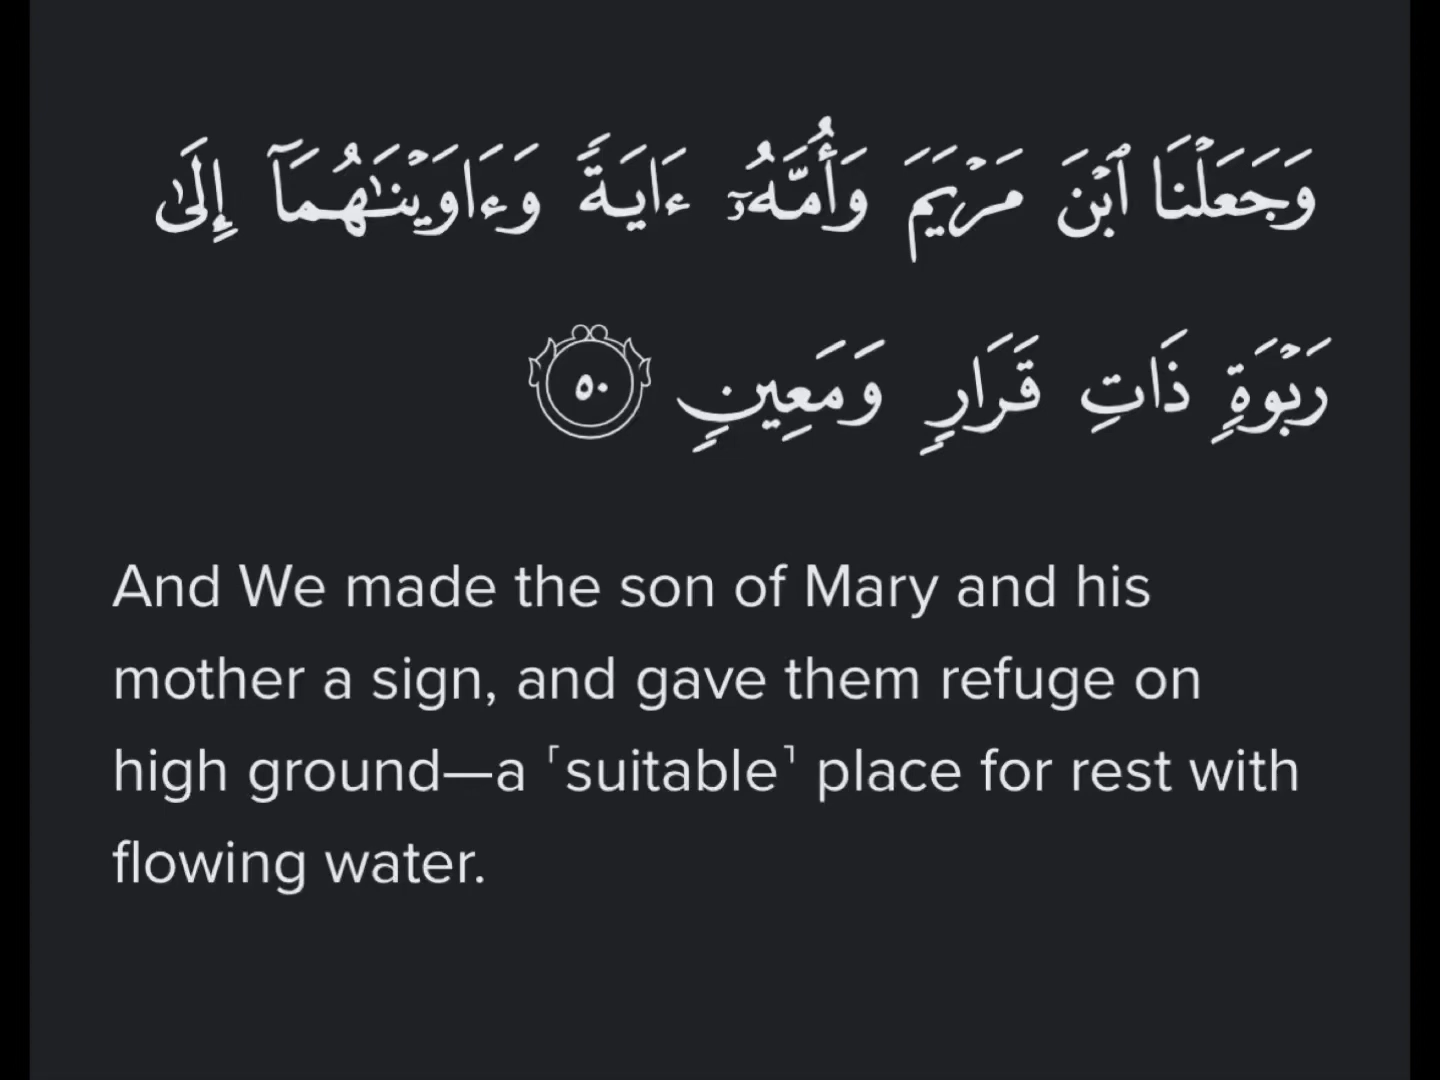 وَجَعَلْنَا ٱبْنَ مَرْيَمَ وَأُمَّهُۥٓ ءَايَةً وَءَاوَيْنَـٰهُمَآ إِلَىٰ
رَبْوَةٍ ذَاتِ قَرَارٍ وَمَعِينٍ ٥٠
And We made the son of Mary and his
mother a sign, and gave them refuge on
high ground—a ˹suitable˺ place for rest with
flowing water.